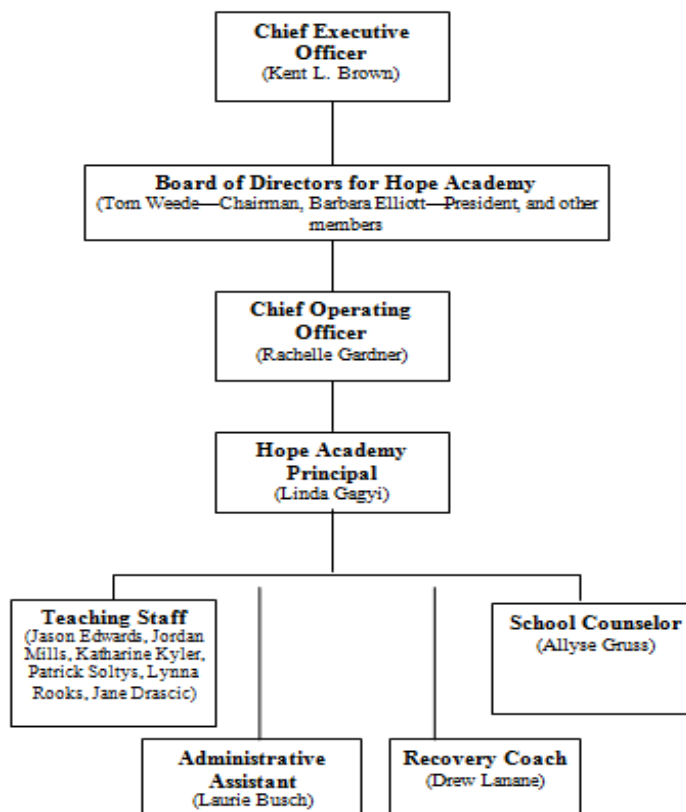 Chief Executive
Officer
(Kent L. Brown)
Board of Directors for Hope Academy
(Tom Weede—Chairman, Barbara Elliott—President, and other
members
Chief Operating
Officer
(Rachelle Gardner)
Hope Academy
Principal
(Linda Gagyi)
Teaching Staff
(Jason Edwards, Jordan
Mills, Katharine Kyler,
Patrick Soltys, Lynna
Rooks, Jane Drascic)
School Counselor
(Allyse Gruss)
Administrative
Assistant
(Laurie Busch)
Recovery Coach
(Drew Lanane)